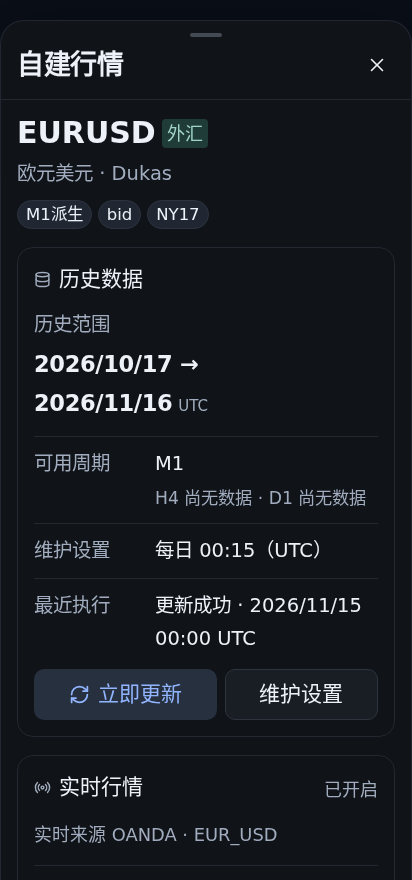 自建行情
EURUSD 外汇
欧元美元 · Dukas
M1派生 bid NY17
历史数据
历史范围
2026/10/17 →
2026/11/16 UTC
可用周期 M1
H4 尚无数据 · D1 尚无数据
维护设置 每日 00:15（UTC）
最近执行 更新成功 · 2026/11/15
00:00 UTC
立即更新 维护设置
实时行情 已开启
实时来源 OANDA · EUR_USD